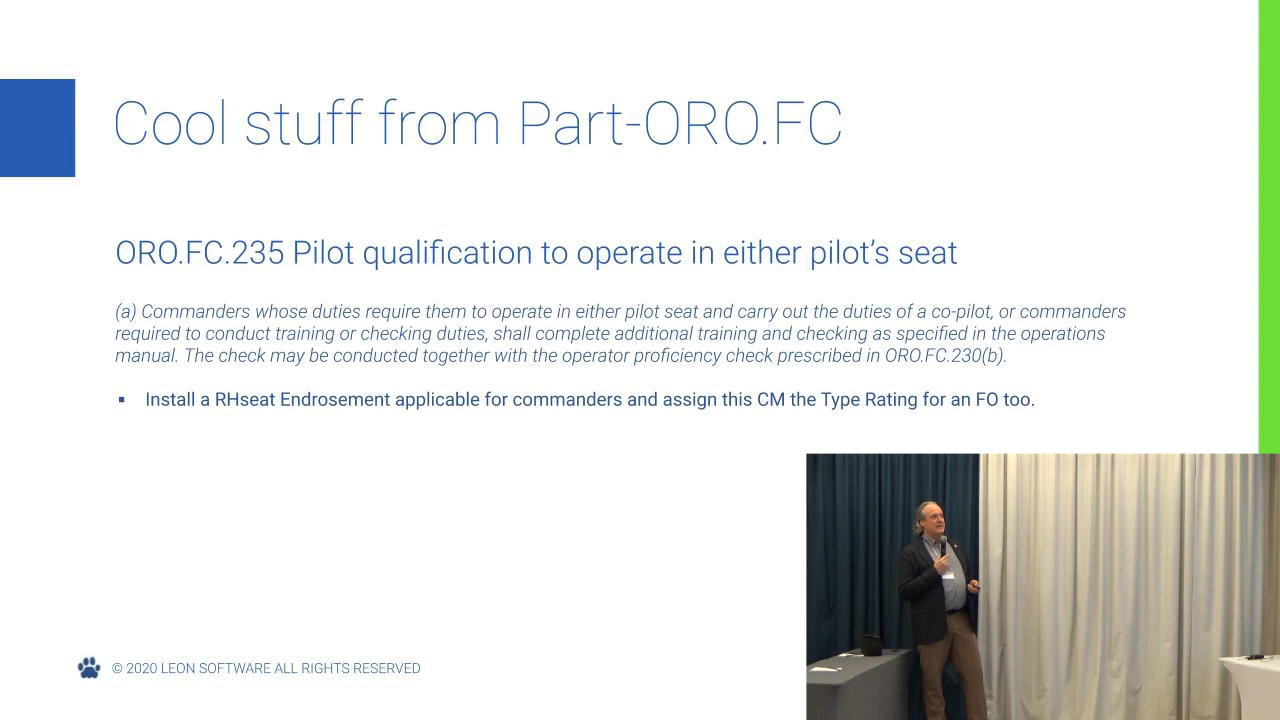 Cool stuff from Part-ORO.FC
ORO.FC.235 Pilot qualification to operate in either pilot’s seat
(a) Commanders whose duties require them to operate in either pilot seat and carry out the duties of a co-pilot, or commanders
required to conduct training or checking duties, shall complete additional training and checking as specified in the operations
manual. The check may be conducted together with the operator proficiency check prescribed in ORO.FC.230(b).
▪ Install a RHseat Endrosement applicable for commanders and assign this CM the Type Rating for an FO too.
© 2020 LEON SOFTWARE ALL RIGHTS RESERVED